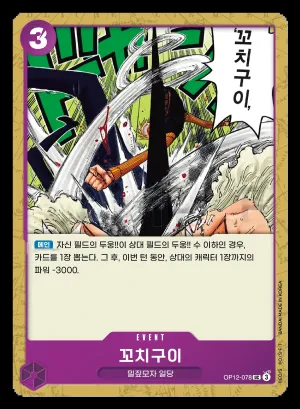 3
꼬치구이,
메인 자신 필드의 두웅!!이 상대 필드의 두웅!! 수 이하인 경우,
카드를 1장 뽑는다. 그 후, 이번 턴 동안, 상대의 캐릭터 1장까지의
파워 -3000.
EVENT
꼬치구이
밀짚모자 일당
OP12-078 UC 3